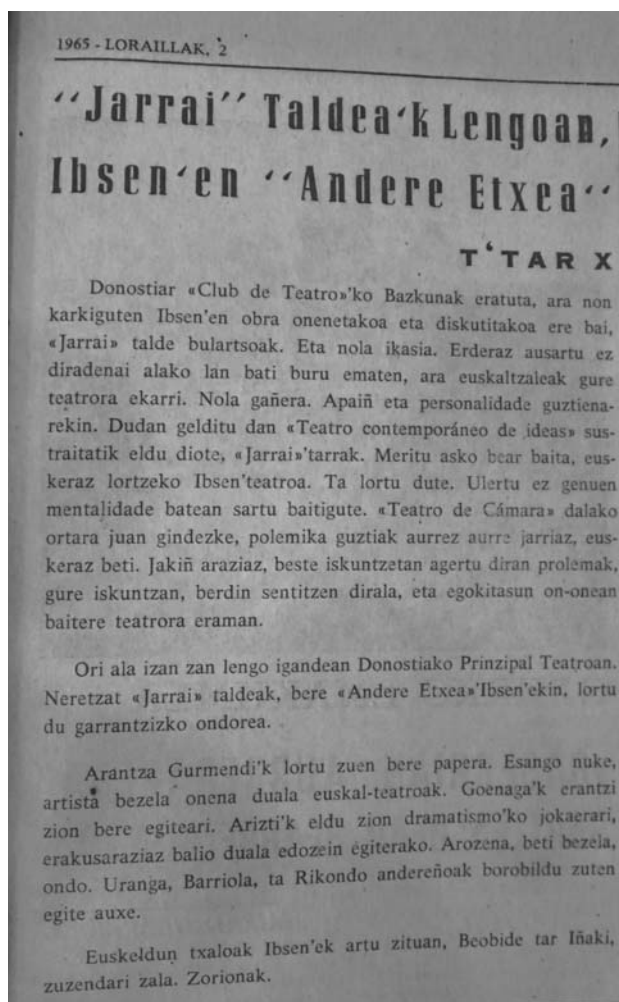 1965 - LORAILLAK, 2
“Jarrai” Taldea‘k Lengoan,
Ibsen‘en “Andere Etxea“
T‘TAR X
Donostiar «Club de Teatro»’ko Bazkunak eratuta, ara non
karkiguten Ibsen’en obra onenetakoa eta diskutitakoa ere bai,
«Jarrai» talde bulartsoak. Eta nola ikasia. Erderaz ausartu ez
diradenai alako lan bati buru ematen, ara euskaltzaleak gure
teatrora ekarri. Nola gañera. Apaiñ eta personalidade guztiena-
rekin. Dudan gelditu dan «Teatro contemporáneo de ideas» sus-
traitatik eldu diote, «Jarrai»’tarrak. Meritu asko bear baita, eus-
keraz lortzeko Ibsen’teatroa. Ta lortu dute. Ulertu ez genuen
mentalidade batean sartu baitigute. «Teatro de Cámara» dalako
ortara juan gindezke, polemika guztiak aurrez aurre jarriaz, eus-
keraz beti. Jakiñ araziaz, beste iskuntzetan agertu diran prolemak,
gure iskuntzan, berdin sentitzen dirala, eta egokitasun on-onean
baitere teatrora eraman.
Ori ala izan zan lengo igandean Donostiako Prinzipal Teatroan.
Neretzat «Jarrai» taldeak, bere «Andere Etxea»’Ibsen’ekin, lortu
du garrantzizko ondorea.
Arantza Gurmendi’k lortu zuen bere papera. Esango nuke,
artista bezela onena duala euskal-teatroak. Goenaga’k erantzi
zion bere egiteari. Arizti’k eldu zion dramatismo’ko jokaerari,
erakusaraziaz balio duala edozein egiterako. Arozena, beti bezela,
ondo. Uranga, Barriola, ta Rikondo andereñoak borobildu zuten
egite auxe.
Euskeldun txaloak Ibsen’ek artu zituan, Beobide tar Iñaki,
zuzendari zala. Zorionak.